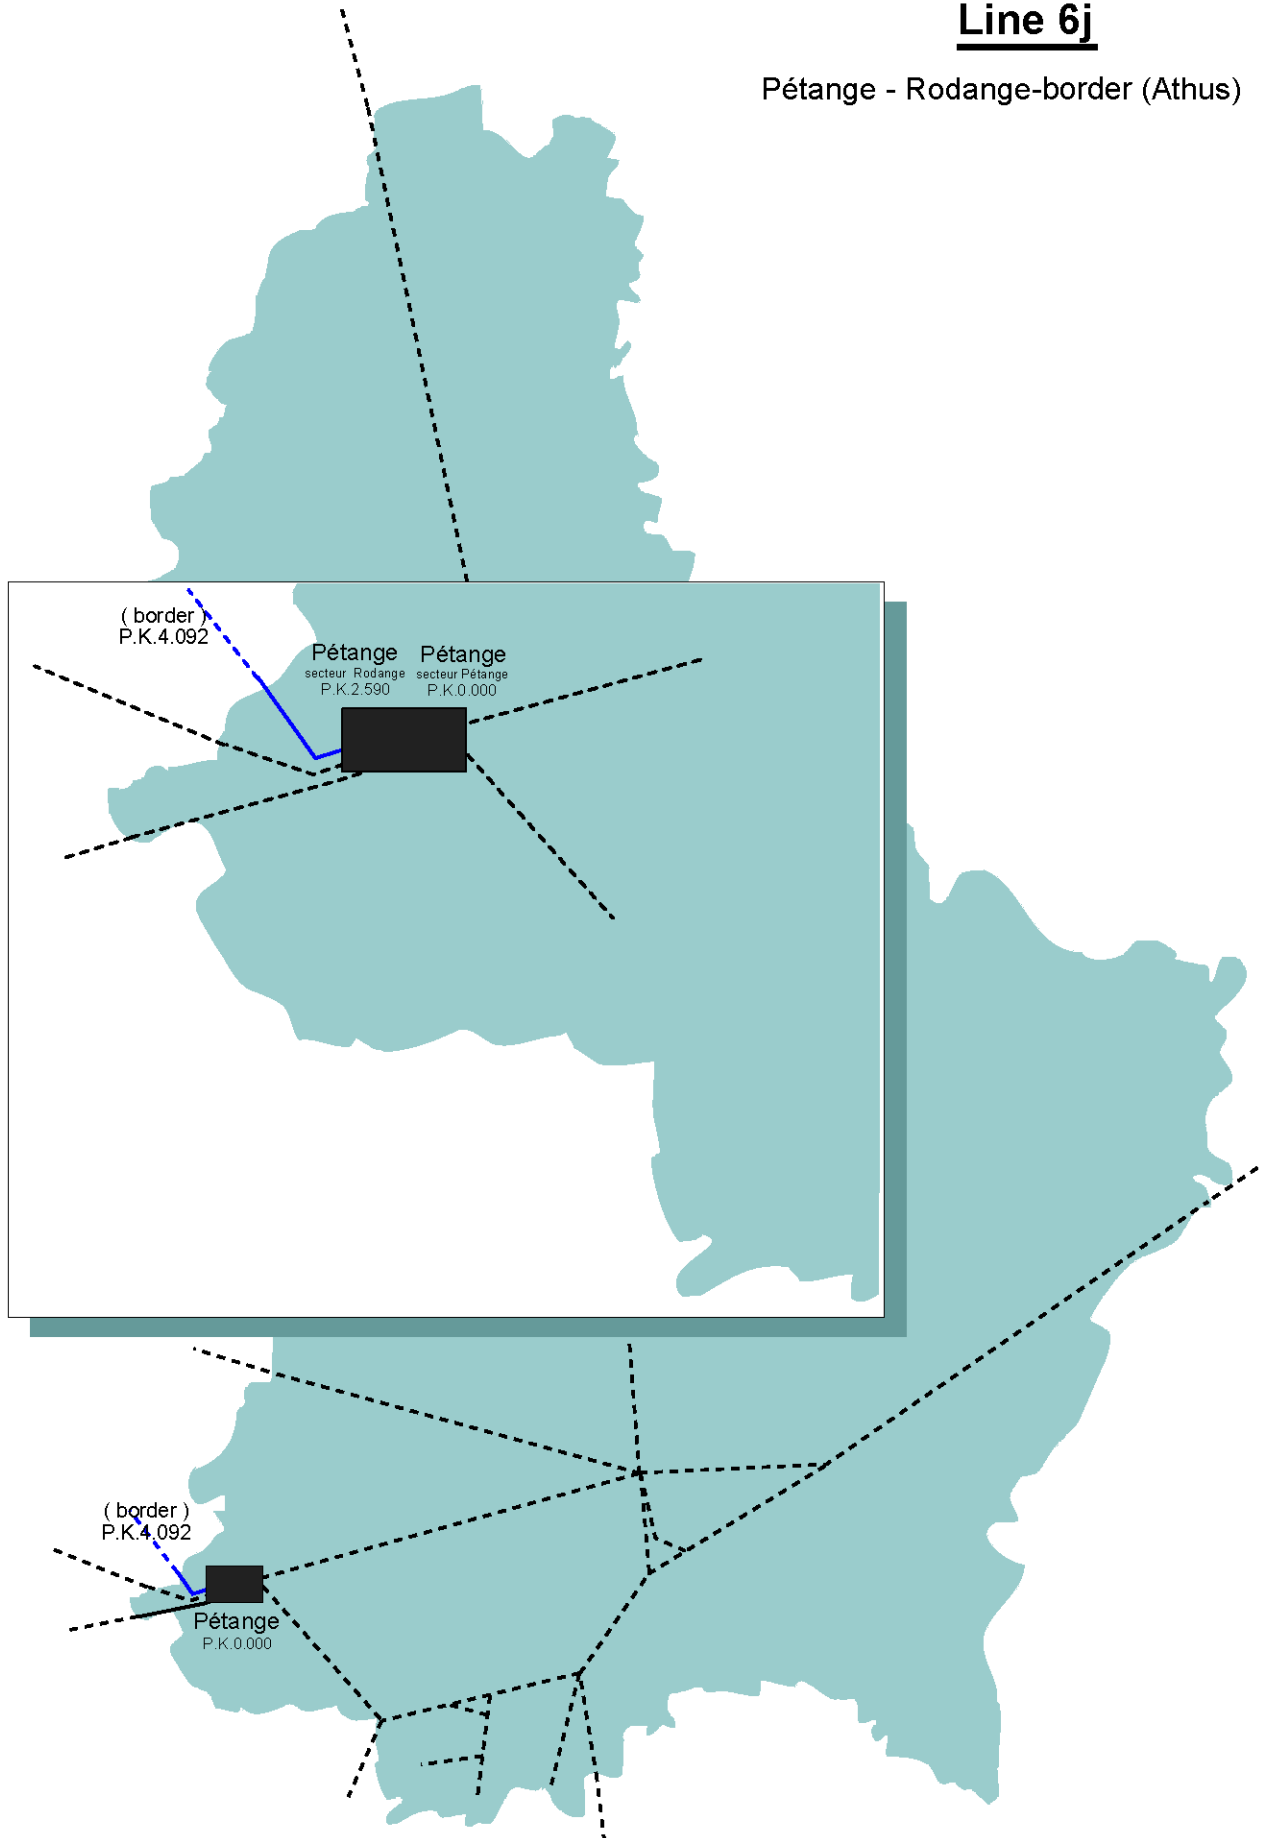 Line 6j
Pétange - Rodange-border (Athus)
( border )
P.K.4.092
Pétange
secteur Rodange
P.K.2.590
Pétange
secteur Pétange
P.K.0.000
( border )
P.K.4.092
Pétange
P.K.0.000